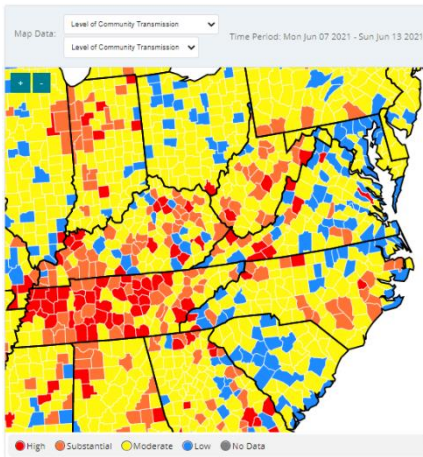 Map Data:
Level of Community Transmission
Level of Community Transmission
Time Period: Mon Jun 07 2021 - Sun Jun 13 2021
+ -
High Substantial Moderate Low No Data